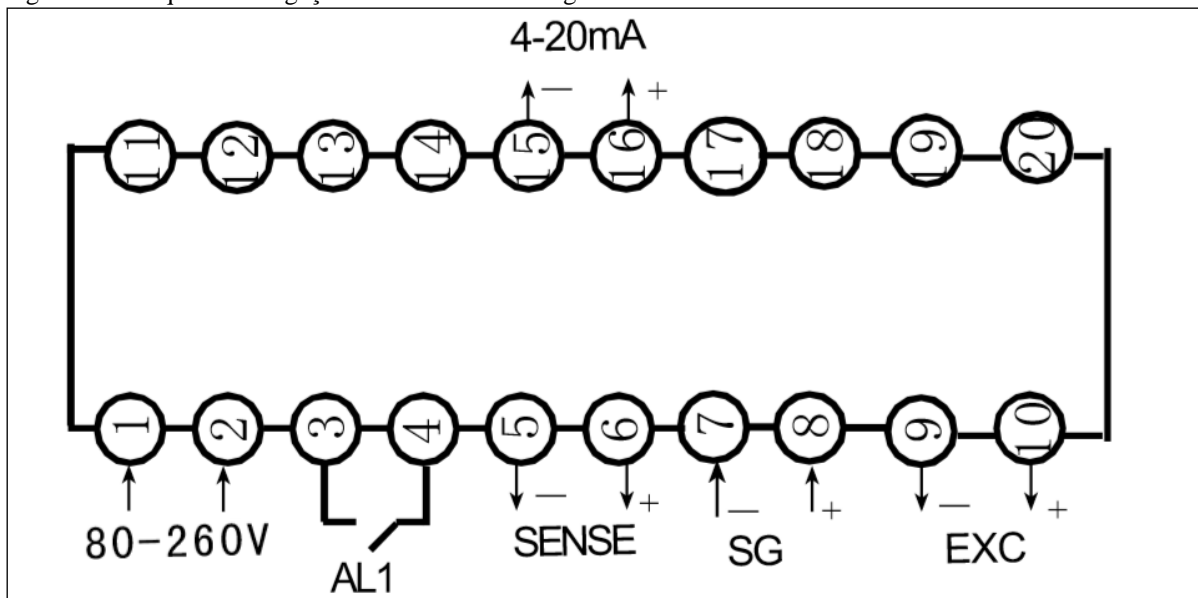 4-20mA
— +
11 12 13 14 15 16 17 18 19 20
1 2 3 4 5 6 7 8 9 10
— + — + — +
80-260V AL1 SENSE SG EXC